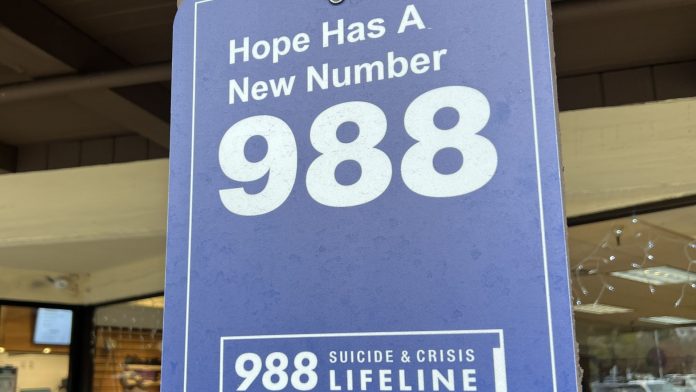 Hope Has A
New Number
988
988 SUICIDE & CRISIS
LIFELINE